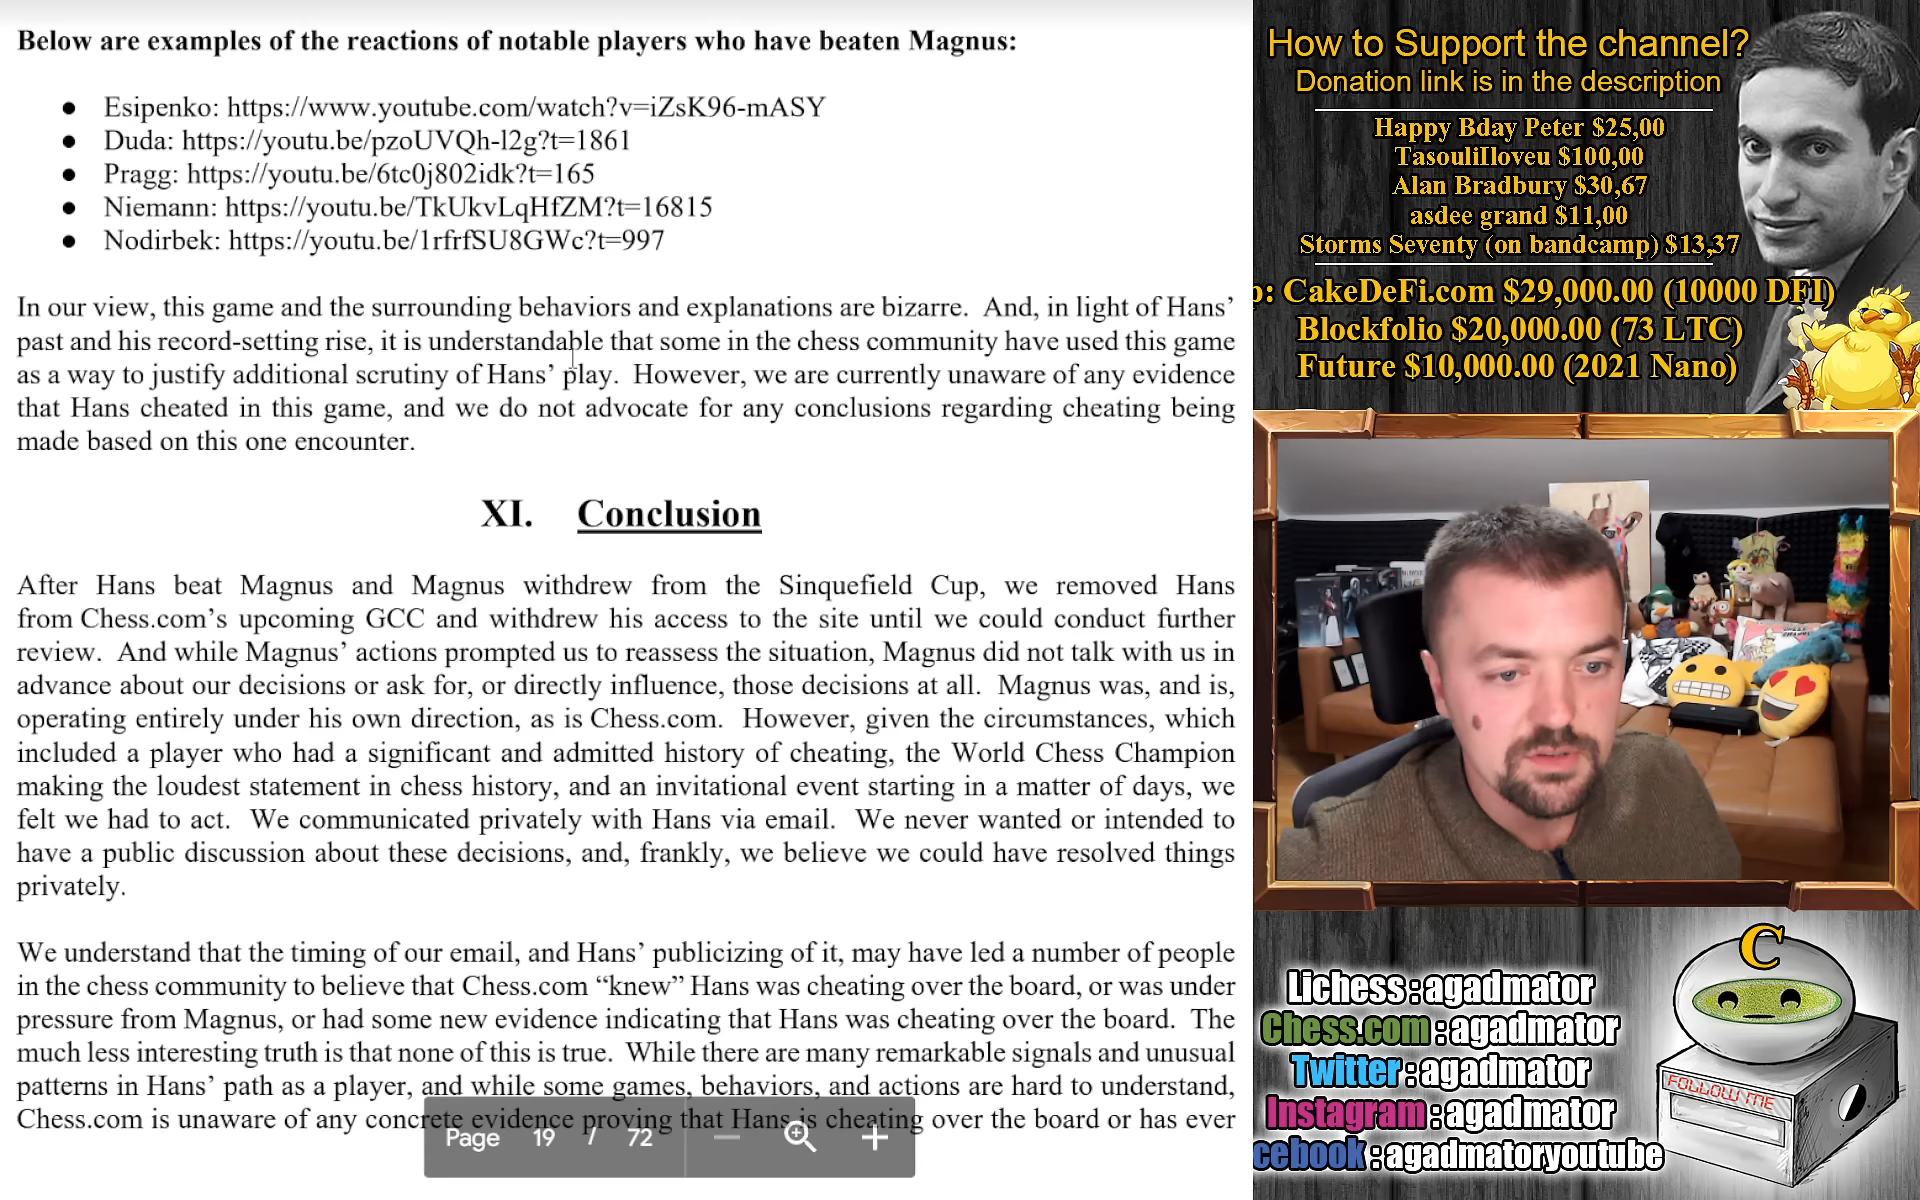 Below are examples of the reactions of notable players who have beaten Magnus:
● Esipenko: https://www.youtube.com/watch?v=iZsK96-mASY
● Duda: https://youtu.be/pzoUVQh-l2g?t=1861
● Pragg: https://youtu.be/6tc0j802idk?t=165
● Niemann: https://youtu.be/TkUkvLqHfZM?t=16815
● Nodirbek: https://youtu.be/1rfrfSU8GWc?t=997
In our view, this game and the surrounding behaviors and explanations are bizarre. And, in light of Hans’
past and his record-setting rise, it is understandable that some in the chess community have used this game
as a way to justify additional scrutiny of Hans’ play. However, we are currently unaware of any evidence
that Hans cheated in this game, and we do not advocate for any conclusions regarding cheating being
made based on this one encounter.
XI. Conclusion
After Hans beat Magnus and Magnus withdrew from the Sinquefield Cup, we removed Hans
from Chess.com’s upcoming GCC and withdrew his access to the site until we could conduct further
review. And while Magnus’ actions prompted us to reassess the situation, Magnus did not talk with us in
advance about our decisions or ask for, or directly influence, those decisions at all. Magnus was, and is,
operating entirely under his own direction, as is Chess.com. However, given the circumstances, which
included a player who had a significant and admitted history of cheating, the World Chess Champion
making the loudest statement in chess history, and an invitational event starting in a matter of days, we
felt we had to act. We communicated privately with Hans via email. We never wanted or intended to
have a public discussion about these decisions, and, frankly, we believe we could have resolved things
privately.
We understand that the timing of our email, and Hans’ publicizing of it, may have led a number of people
in the chess community to believe that Chess.com “knew” Hans was cheating over the board, or was under
pressure from Magnus, or had some new evidence indicating that Hans was cheating over the board. The
much less interesting truth is that none of this is true. While there are many remarkable signals and unusual
patterns in Hans’ path as a player, and while some games, behaviors, and actions are hard to understand,
Chess.com is unaware of any concrete evidence proving that Hans is cheating over the board or has ever
Page 19 / 72
How to Support the channel?
Donation link is in the description
Happy Bday Peter $25,00
TasouliIloveu $100,00
Alan Bradbury $30,67
asdee grand $11,00
Storms Seventy (on bandcamp) $13,37
: CakeDeFi.com $29,000.00 (10000 DFI)
Blockfolio $20,000.00 (73 LTC)
Future $10,000.00 (2021 Nano)
Lichess:agadmator
Chess.com:agadmator
Twitter:agadmator
Instagram:agadmator
cebook:agadmatoryoutube
C
FOLLOW ME